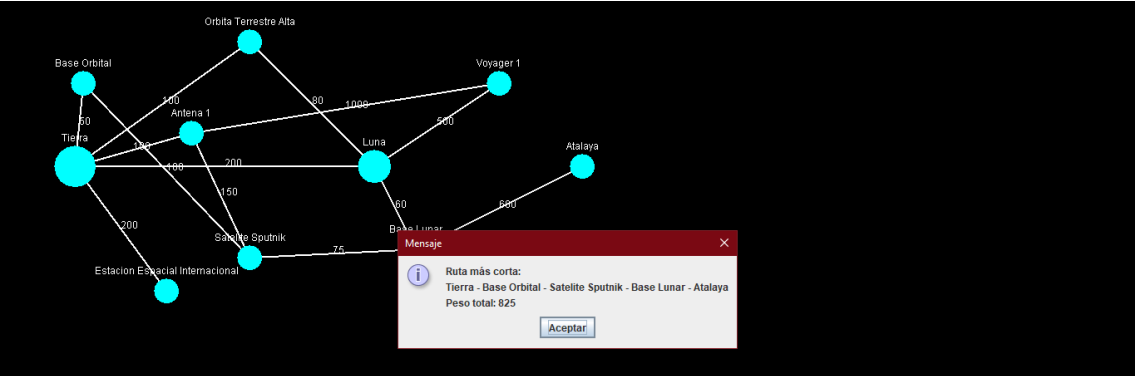 Orbita Terrestre Alta
Base Orbital
Voyager 1
100
80
1000
Antena 1
50
500
Tierra
Luna
Atalaya
100
100
200
150
60
600
200
Satelite Sputnik
Base Lunar
75
Estacion Espacial Internacional
Mensaje
Ruta más corta:
Tierra - Base Orbital - Satelite Sputnik - Base Lunar - Atalaya
Peso total: 825
Aceptar